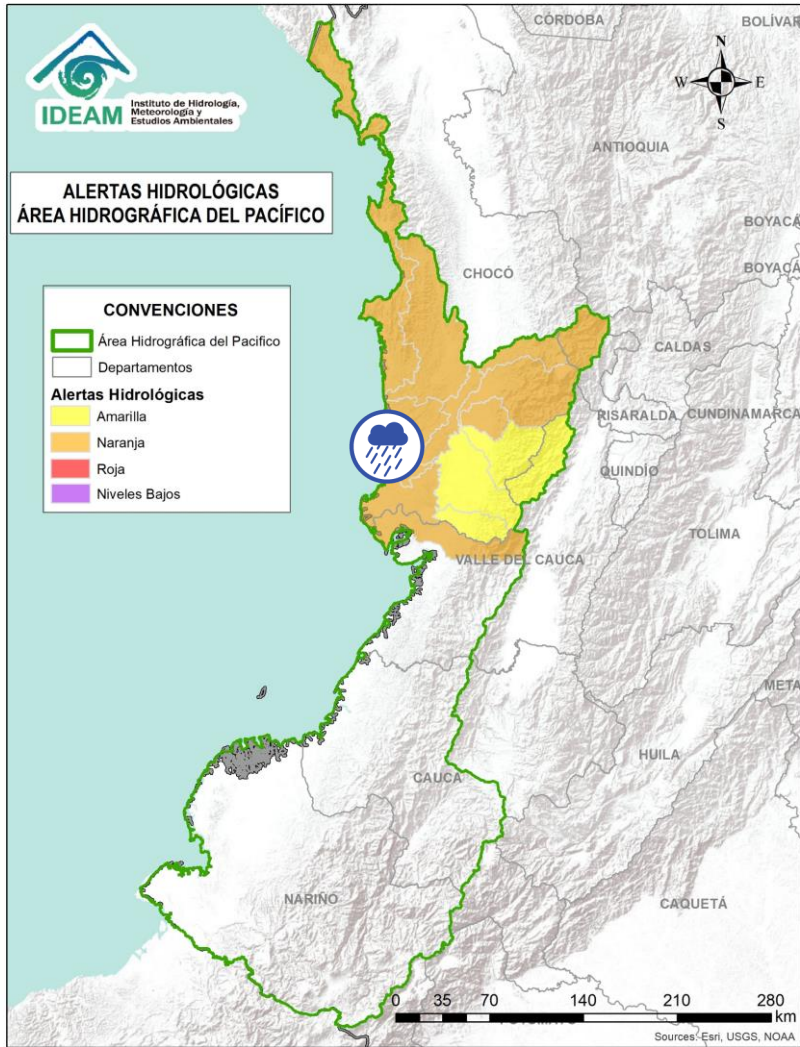 CÓRDOBA
BOLÍVAR
N
W
E
S
IDEAM
Instituto de Hidrología,
Meteorología y
Estudios Ambientales
ANTIOQUIA
ALERTAS HIDROLÓGICAS
ÁREA HIDROGRÁFICA DEL PACÍFICO
BOYACÁ
CHOCÓ
BOYACÁ
CONVENCIONES
Área Hidrográfica del Pacifico
Departamentos
Alertas Hidrológicas
Amarilla
Naranja
Roja
Niveles Bajos
CALDAS
RISARALDA
CUNDINAMARCA
QUINDÍO
TOLIMA
VALLE DEL CAUCA
META
HUILA
CAUCA
NARIÑO
CAQUETÁ
0 35 70 140 210 280
km
Sources: Esri, USGS, NOAA